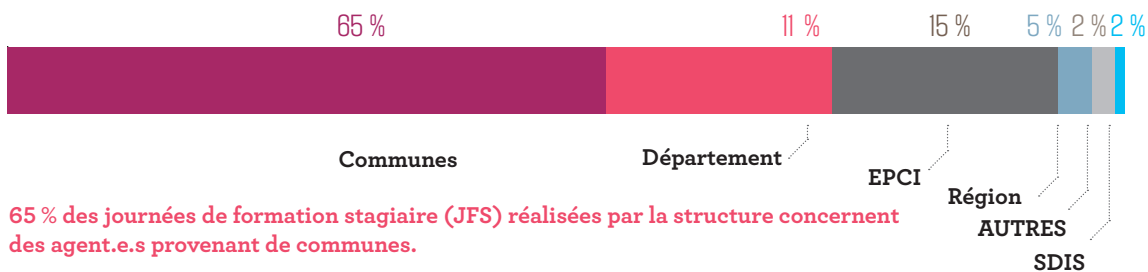 65 % 11 % 15 % 5 % 2 % 2 %
Communes
Département
EPCI
Région
AUTRES
SDIS
65 % des journées de formation stagiaire (JFS) réalisées par la structure concernent
des agent.e.s provenant de communes.